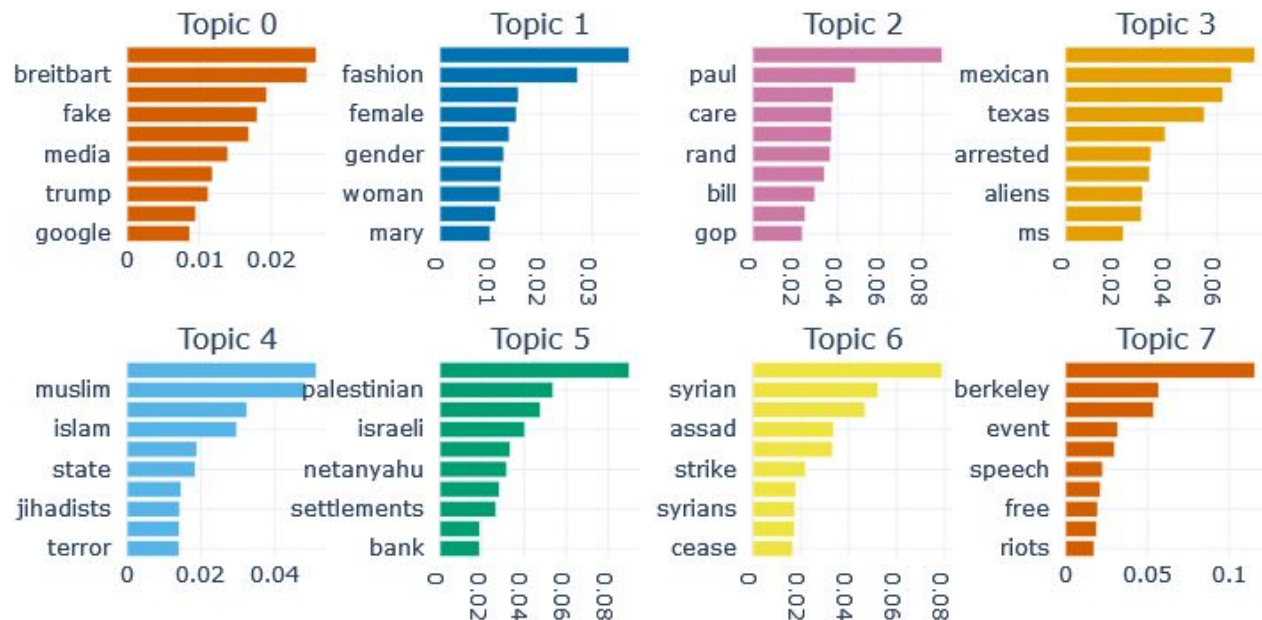 Topic 0
breitbart
fake
media
trump
google
0 0.01 0.02
Topic 1
fashion
female
gender
woman
mary
0 0.01 0.02 0.03
Topic 2
paul
care
rand
bill
gop
0 0.02 0.04 0.06 0.08
Topic 3
mexican
texas
arrested
aliens
ms
0 0.02 0.04 0.06
Topic 4
muslim
islam
state
jihadists
terror
0 0.02 0.04
Topic 5
palestinian
israeli
netanyahu
settlements
bank
0 0.02 0.04 0.06 0.08
Topic 6
syrian
assad
strike
syrians
cease
0 0.02 0.04 0.06 0.08
Topic 7
berkeley
event
speech
free
riots
0 0.05 0.1